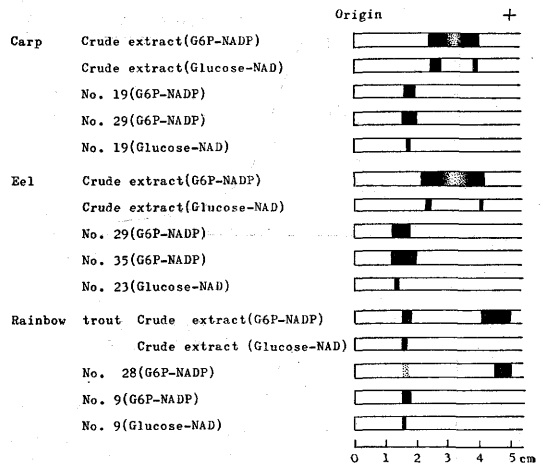 Origin +
Carp Crude extract(G6P-NADP)
Crude extract(Glucose-NAD)
No. 19(G6P-NADP)
No. 29(G6P-NADP)
No. 19(Glucose-NAD)
Eel Crude extract(G6P-NADP)
Crude extract(Glucose-NAD)
No. 29(G6P-NADP)
No. 35(G6P-NADP)
No. 23(Glucose-NAD)
Rainbow trout Crude extract(G6P-NADP)
Crude extract (Glucose-NAD)
No. 28(G6P-NADP)
No. 9(G6P-NADP)
No. 9(Glucose-NAD)
0 1 2 3 4 5 cm